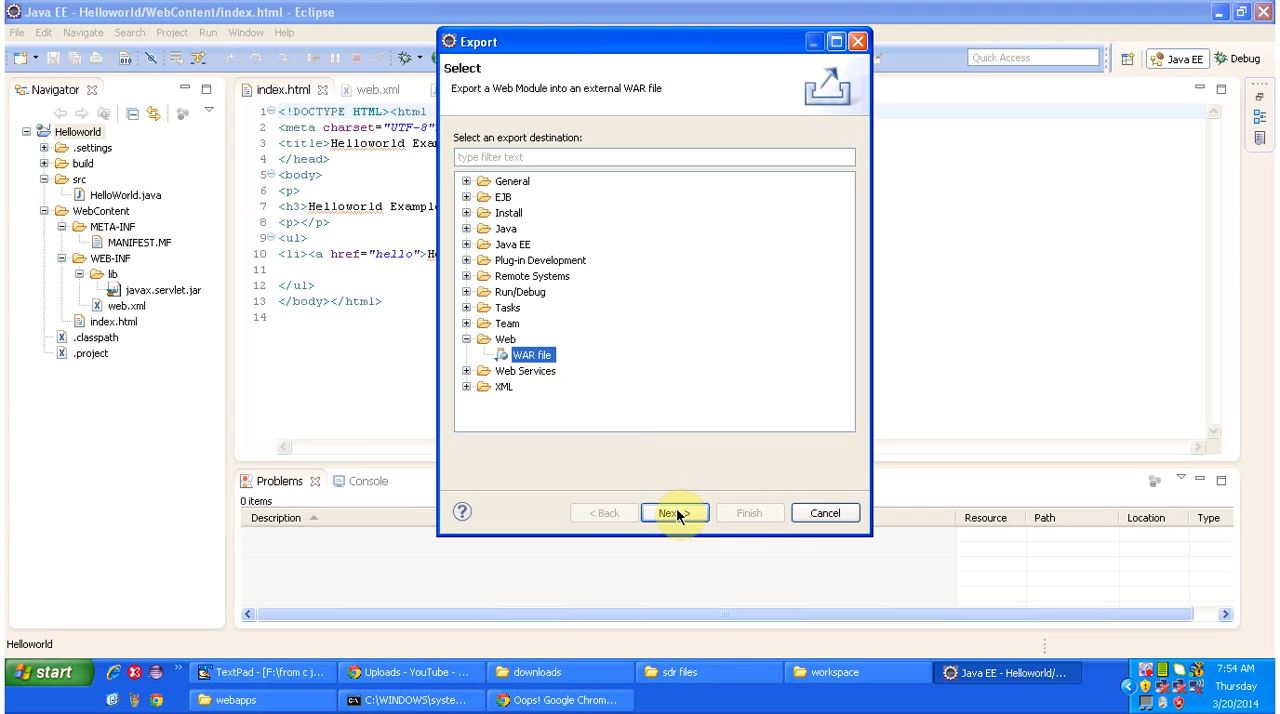 Java EE - Helloworld/WebContent/index.html - Eclipse
File Edit Navigate Search Project Run Window Help
Quick Access
Java EE
Debug
Navigator
Helloworld
.settings
build
src
HelloWorld.java
WebContent
META-INF
MANIFEST.MF
WEB-INF
lib
javax.servlet.jar
web.xml
index.html
.classpath
.project
index.html
web.xml
1 <!DOCTYPE HTML><html
2 <meta charset="UTF-8"
3 <title>Helloworld Exa
4 </head>
5 <body>
6 <p>
7 <h3>Helloworld Example
8 <p></p>
9 <ul>
10 <li><a href="hello">H
11
12 </ul>
13 </body></html>
14
Export
Select
Export a Web Module into an external WAR file
Select an export destination:
type filter text
General
EJB
Install
Java
Java EE
Plug-in Development
Remote Systems
Run/Debug
Tasks
Team
Web
WAR file
Web Services
XML
?
< Back
Next >
Finish
Cancel
Problems
Console
0 items
Description Resource Path Location Type
Helloworld
start
TextPad - [F:\from c j...
Uploads - YouTube - ...
downloads
sdr files
workspace
Java EE - Helloworld/...
webapps
C:\WINDOWS\syste...
Oops! Google Chrom...
7:54 AM
Thursday
3/20/2014